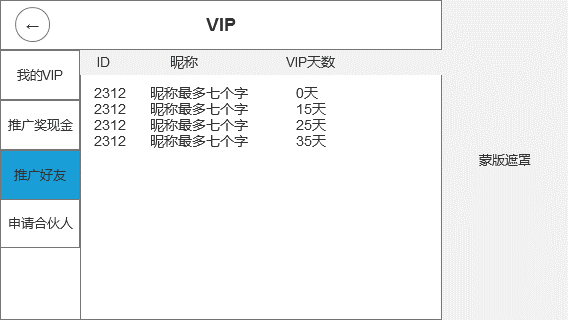 ←
VIP
我的VIP
推广奖现金
推广好友
申请合伙人
ID 昵称 VIP天数
2312 昵称最多七个字 0天
2312 昵称最多七个字 15天
2312 昵称最多七个字 25天
2312 昵称最多七个字 35天
蒙版遮罩